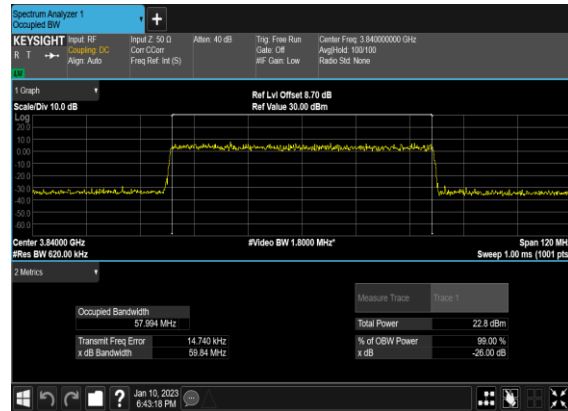 Spectrum Analyzer 1
Occupied BW
+
KEYSIGHT Input: RF Input Z: 50 Ω Atten: 40 dB Trig: Free Run Center Freq: 3.840000000 GHz
R T Coupling: DC Corr CCorr Gate: Off Avg|Hold: 100/100
Align: Auto Freq Ref: Int (S) #IF Gain: Low Radio Std: None
LXI
1 Graph
Ref Lvl Offset 8.70 dB
Scale/Div 10.0 dB Ref Value 30.00 dBm
Log
20.0
10.0
0.00
-10.0
-20.0
-30.0
-40.0
-50.0
-60.0
Center 3.84000 GHz #Video BW 1.8000 MHz* Span 120 MH
#Res BW 620.00 kHz Sweep 1.00 ms (1001 pts
2 Metrics
Measure Trace Trace 1
Occupied Bandwidth
57.994 MHz Total Power 22.8 dBm
Transmit Freq Error 14.740 kHz % of OBW Power 99.00 %
x dB Bandwidth 59.84 MHz x dB -26.00 dB
? Jan 10, 2023
6:43:18 PM